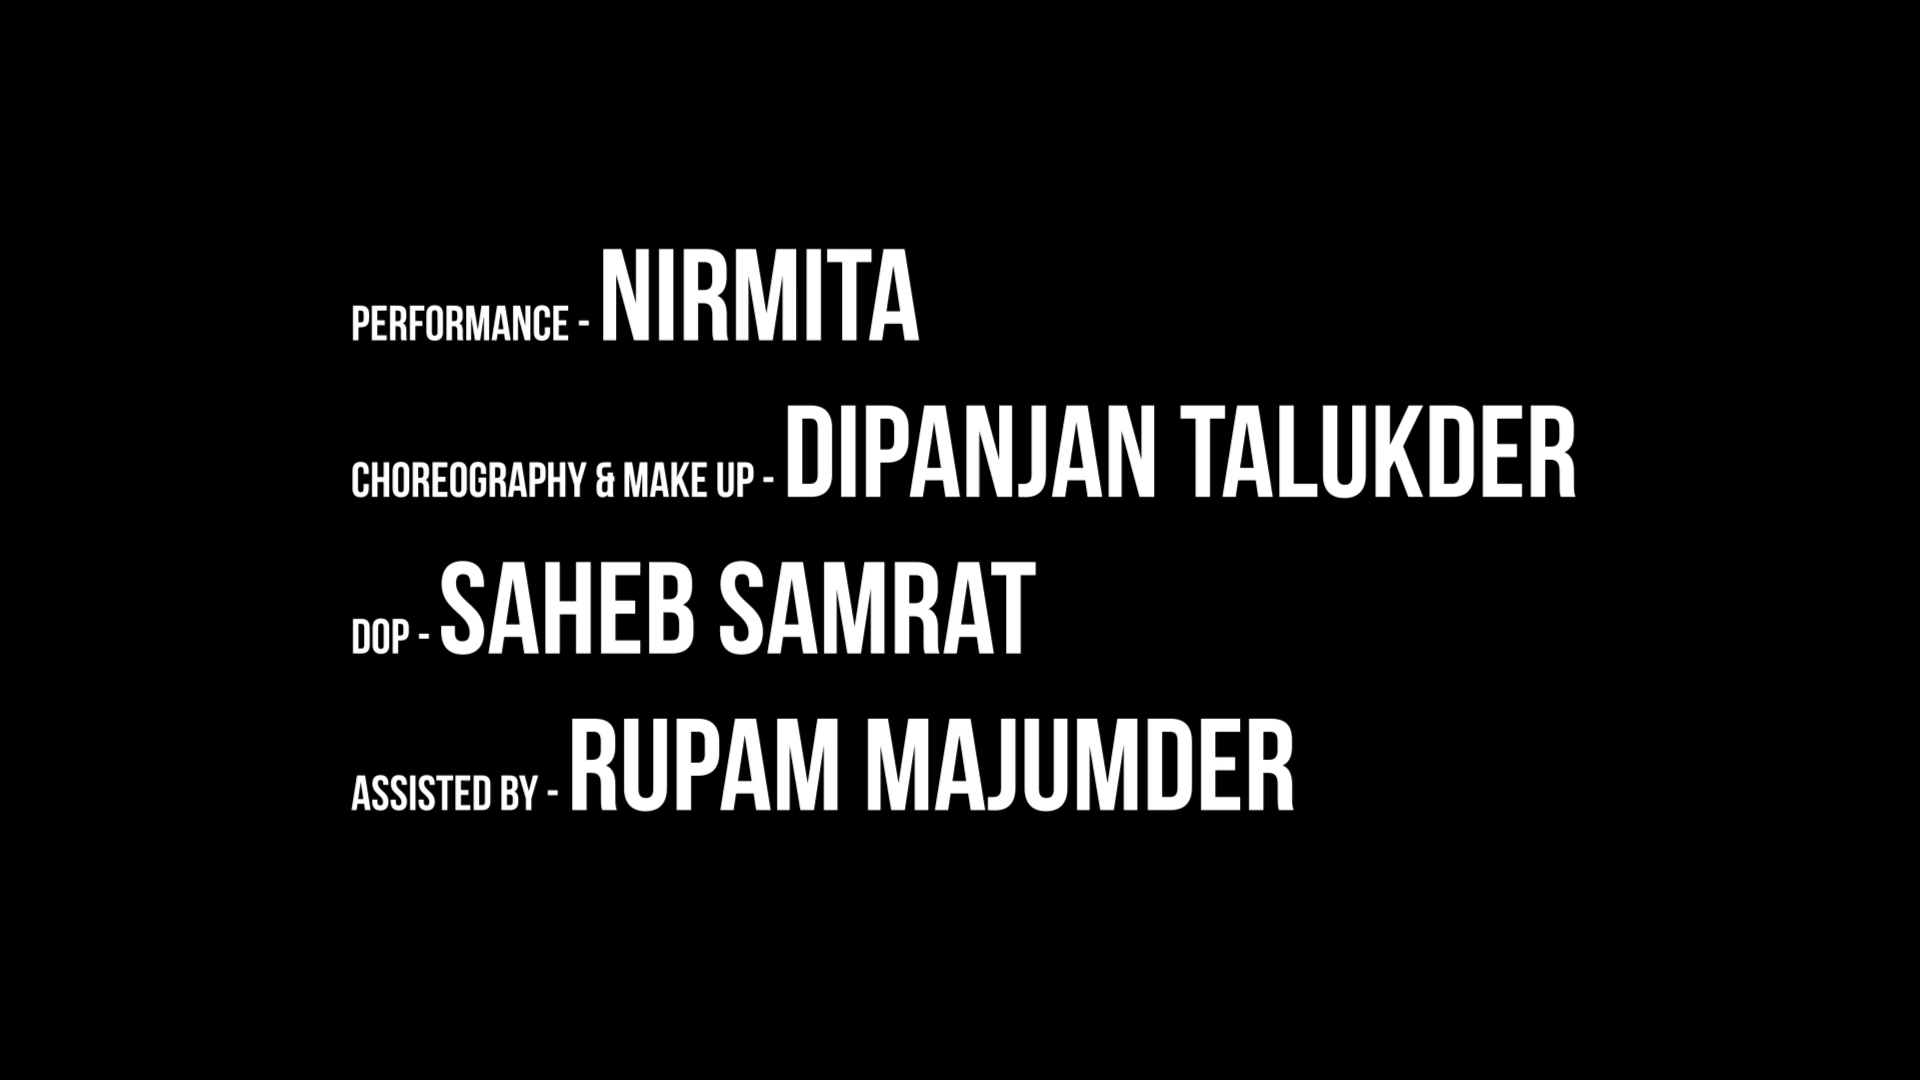 PERFORMANCE - NIRMITA
CHOREOGRAPHY & MAKE UP - DIPANJAN TALUKDER
DOP - SAHEB SAMRAT
ASSISTED BY - RUPAM MAJUMDER